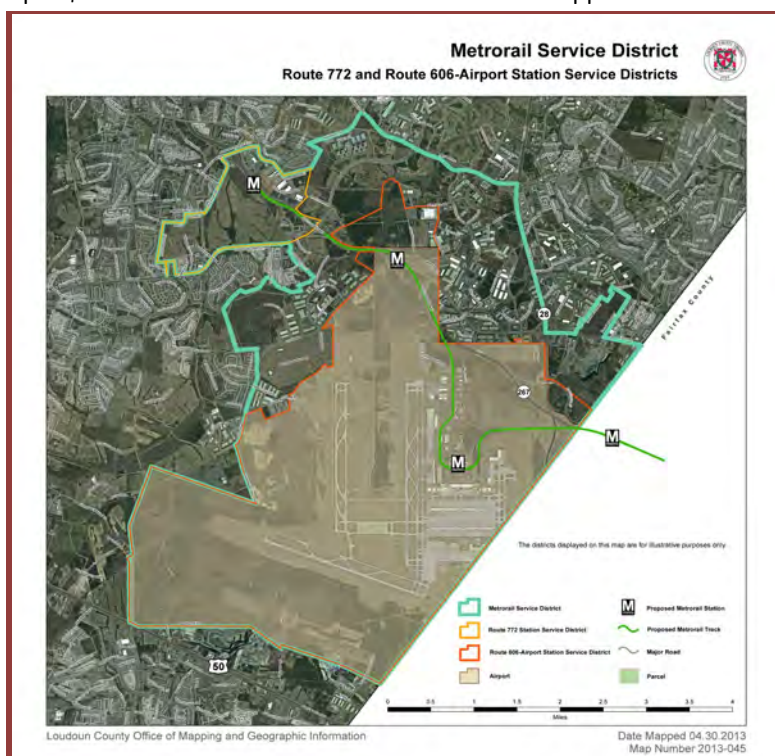 Metrorail Service District
Route 772 and Route 606-Airport Station Service Districts
M
M
28
Fairfax County
267
M
M
The districts displayed on this map are for illustrative purposes only
Metrorail Service District
M Proposed Metrorail Station
Route 772 Station Service District
Proposed Metrorail Track
Route 606-Airport Station Service District
Major Road
Airport
Parcel
50
0 0.5 1 1.5 2 2.5 3 3.5 4
Miles
Loudoun County Office of Mapping and Geographic Information
Date Mapped 04.30.2013
Map Number 2013-045